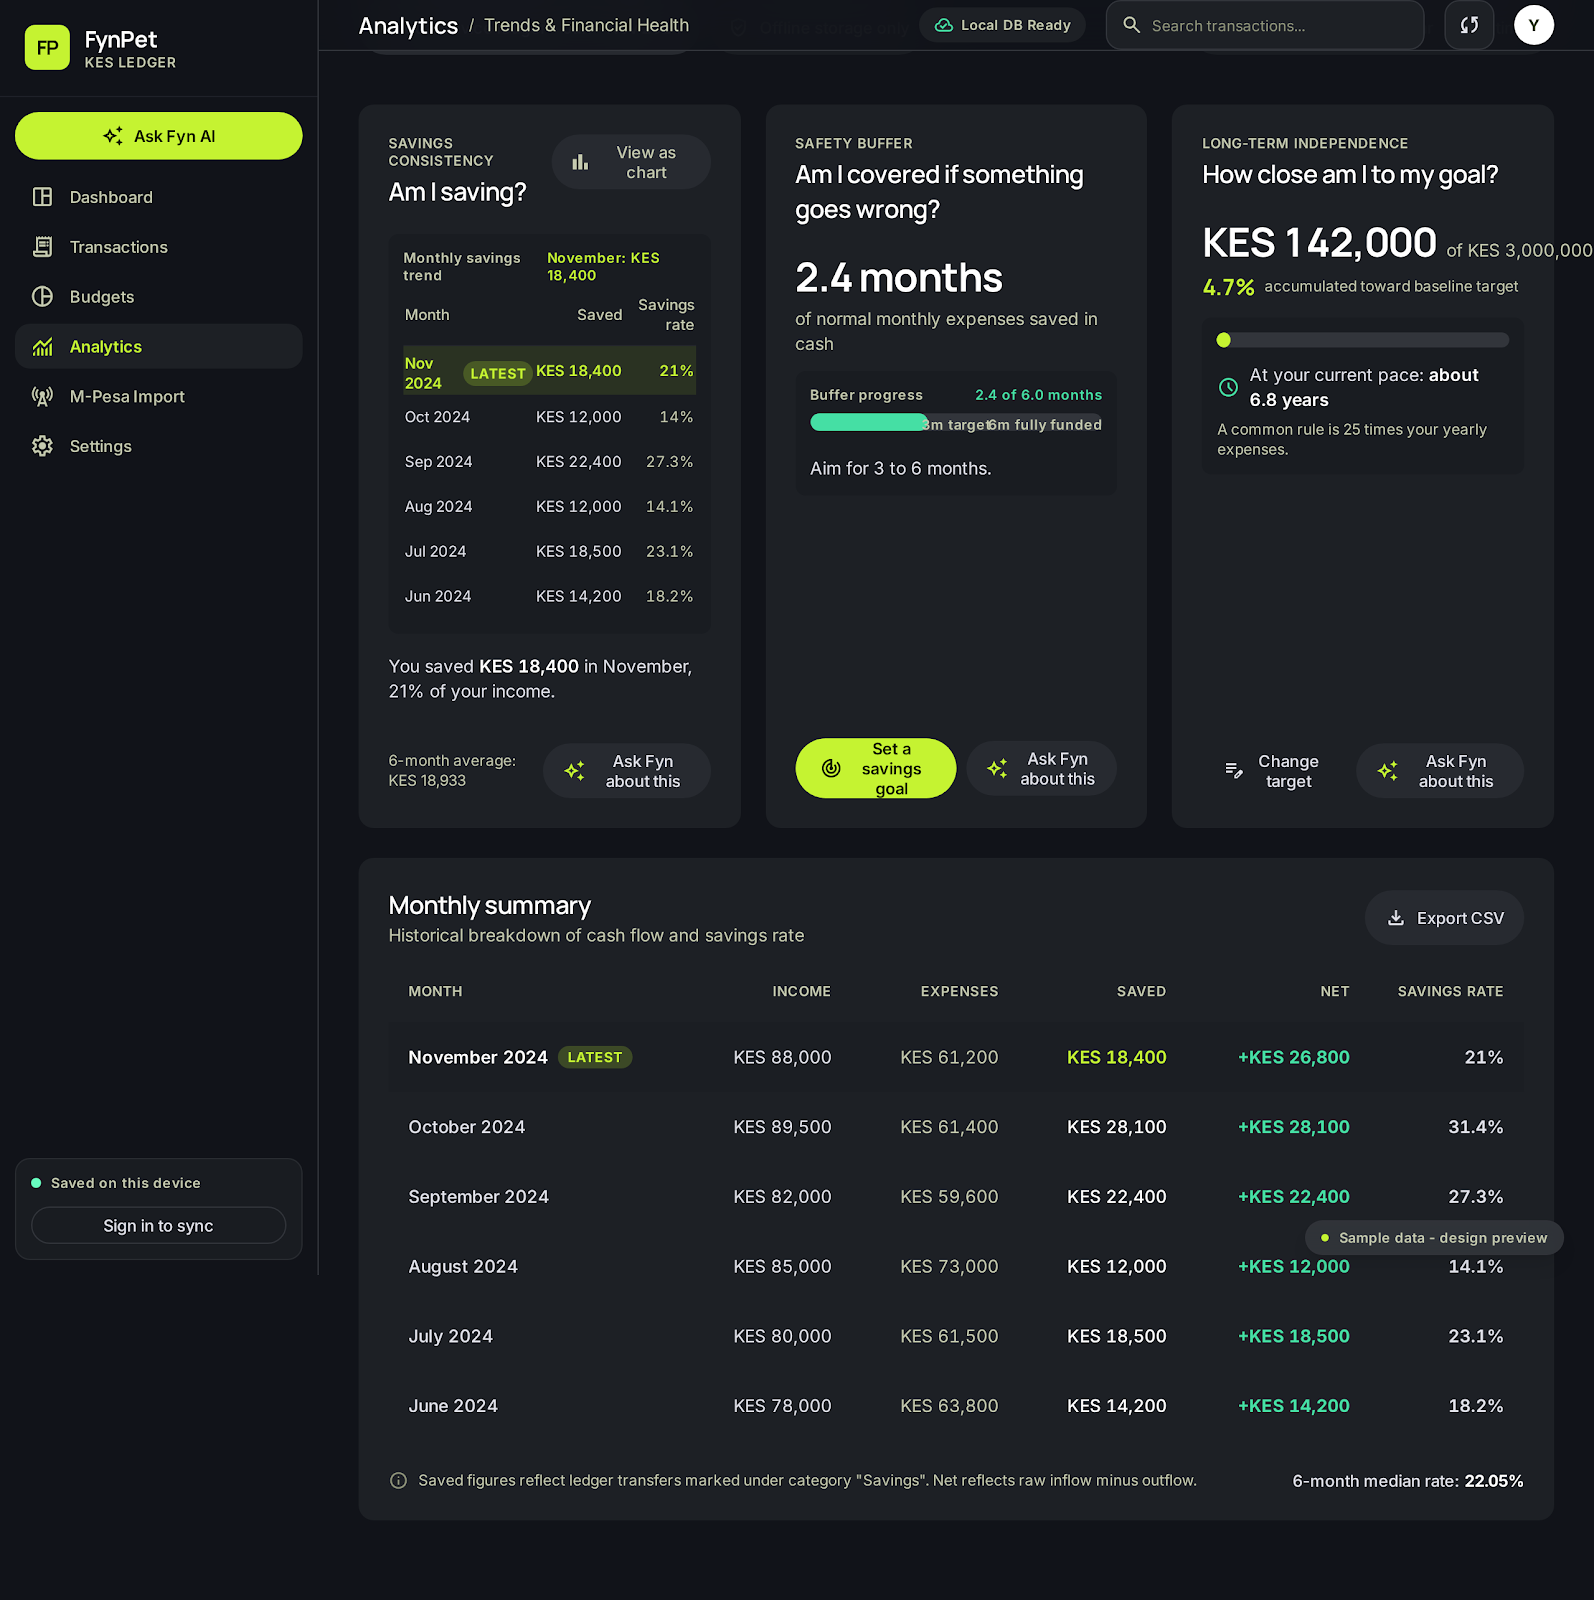 FP
FynPet
KES LEDGER
Ask Fyn AI
Dashboard
Transactions
Budgets
Analytics
M-Pesa Import
Settings
Saved on this device
Sign in to sync
Analytics / Trends & Financial Health
Local DB Ready
Search transactions...
Y
SAVINGS
CONSISTENCY
Am I saving?
View as
chart
Monthly savings
trend
November: KES
18,400
Month Saved Savings
rate
Nov
2024 LATEST KES 18,400 21%
Oct 2024 KES 12,000 14%
Sep 2024 KES 22,400 27.3%
Aug 2024 KES 12,000 14.1%
Jul 2024 KES 18,500 23.1%
Jun 2024 KES 14,200 18.2%
You saved KES 18,400 in November,
21% of your income.
6-month average:
KES 18,933
Ask Fyn
about this
SAFETY BUFFER
Am I covered if something
goes wrong?
2.4 months
of normal monthly expenses saved in
cash
Buffer progress 2.4 of 6.0 months
3m target 6m fully funded
Aim for 3 to 6 months.
Set a
savings
goal
Ask Fyn
about this
LONG-TERM INDEPENDENCE
How close am I to my goal?
KES 142,000 of KES 3,000,000
4.7% accumulated toward baseline target
At your current pace: about
6.8 years
A common rule is 25 times your yearly
expenses.
Change
target
Ask Fyn
about this
Monthly summary
Historical breakdown of cash flow and savings rate
Export CSV
MONTH INCOME EXPENSES SAVED NET SAVINGS RATE
November 2024 LATEST KES 88,000 KES 61,200 KES 18,400 +KES 26,800 21%
October 2024 KES 89,500 KES 61,400 KES 28,100 +KES 28,100 31.4%
September 2024 KES 82,000 KES 59,600 KES 22,400 +KES 22,400 27.3%
Sample data - design preview
August 2024 KES 85,000 KES 73,000 KES 12,000 +KES 12,000 14.1%
July 2024 KES 80,000 KES 61,500 KES 18,500 +KES 18,500 23.1%
June 2024 KES 78,000 KES 63,800 KES 14,200 +KES 14,200 18.2%
Saved figures reflect ledger transfers marked under category "Savings". Net reflects raw inflow minus outflow.
6-month median rate: 22.05%